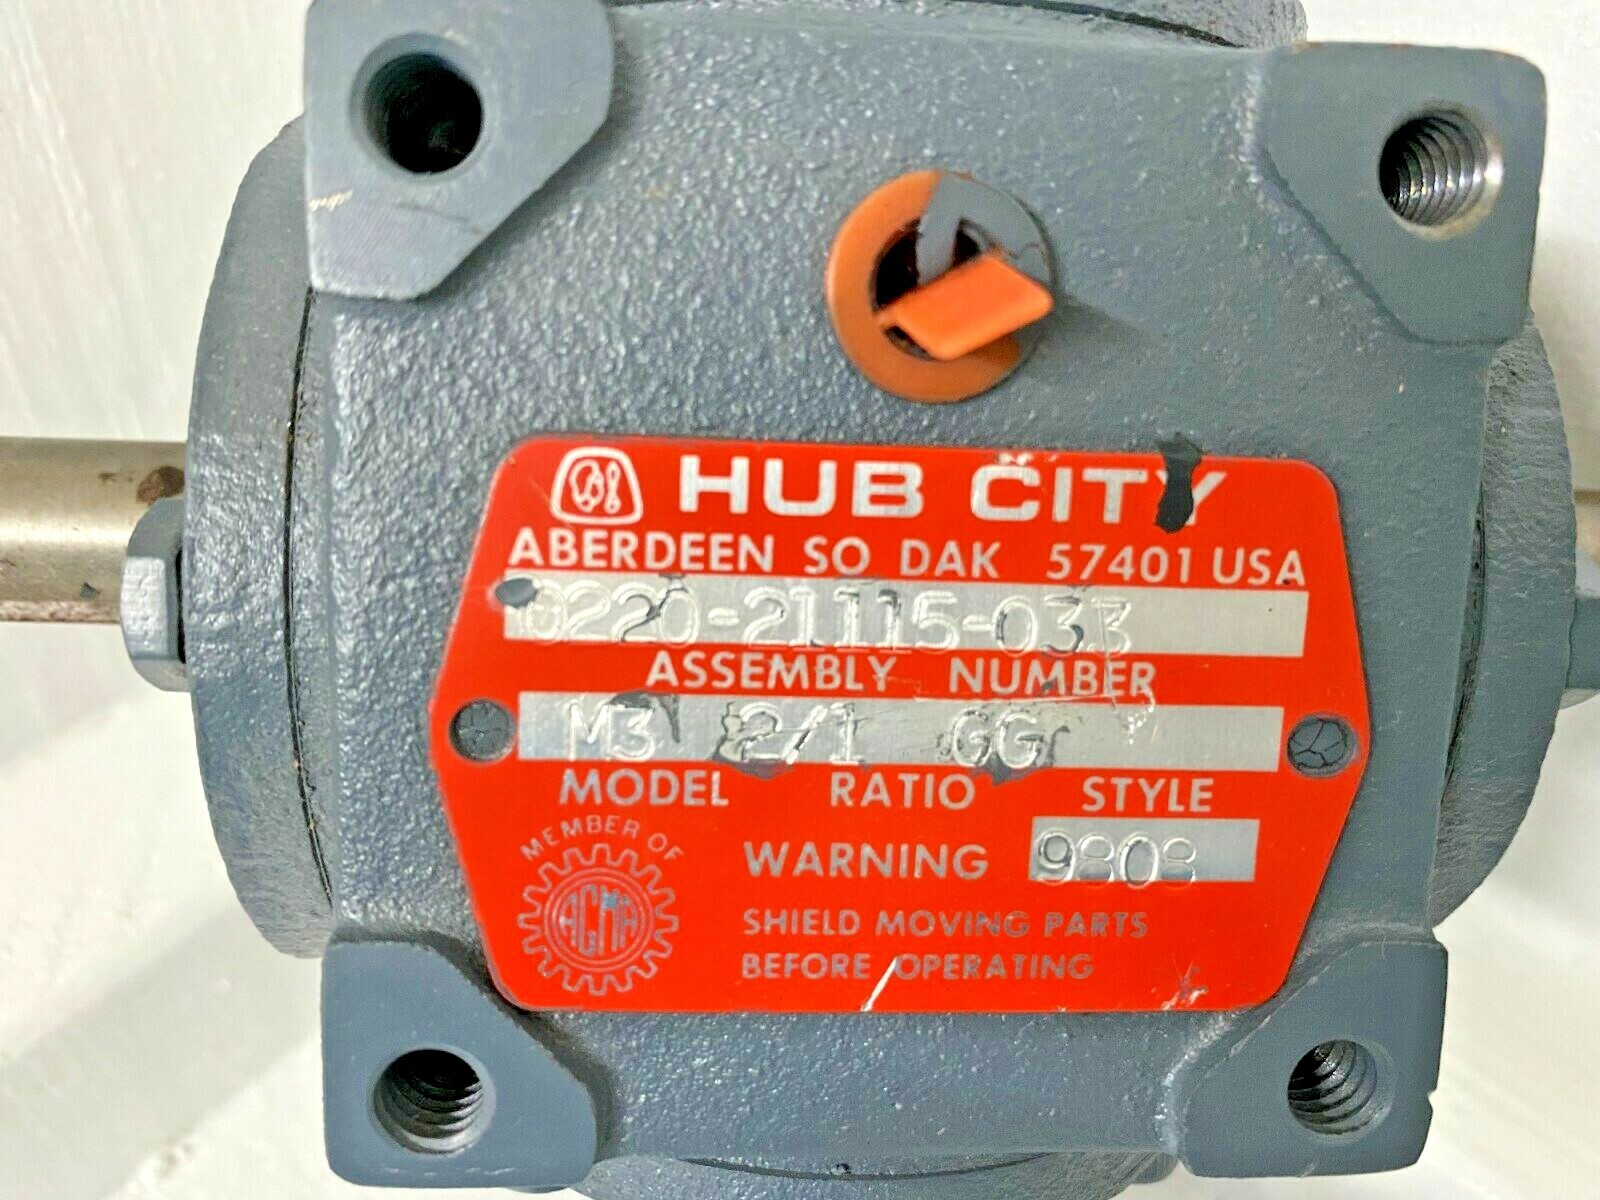 HUB CITY
ABERDEEN SO DAK 57401 USA
0220-21115-033
ASSEMBLY NUMBER
M3 2/1 GG
MODEL RATIO STYLE
MEMBER OF
AGMA
WARNING 9808
SHIELD MOVING PARTS
BEFORE OPERATING